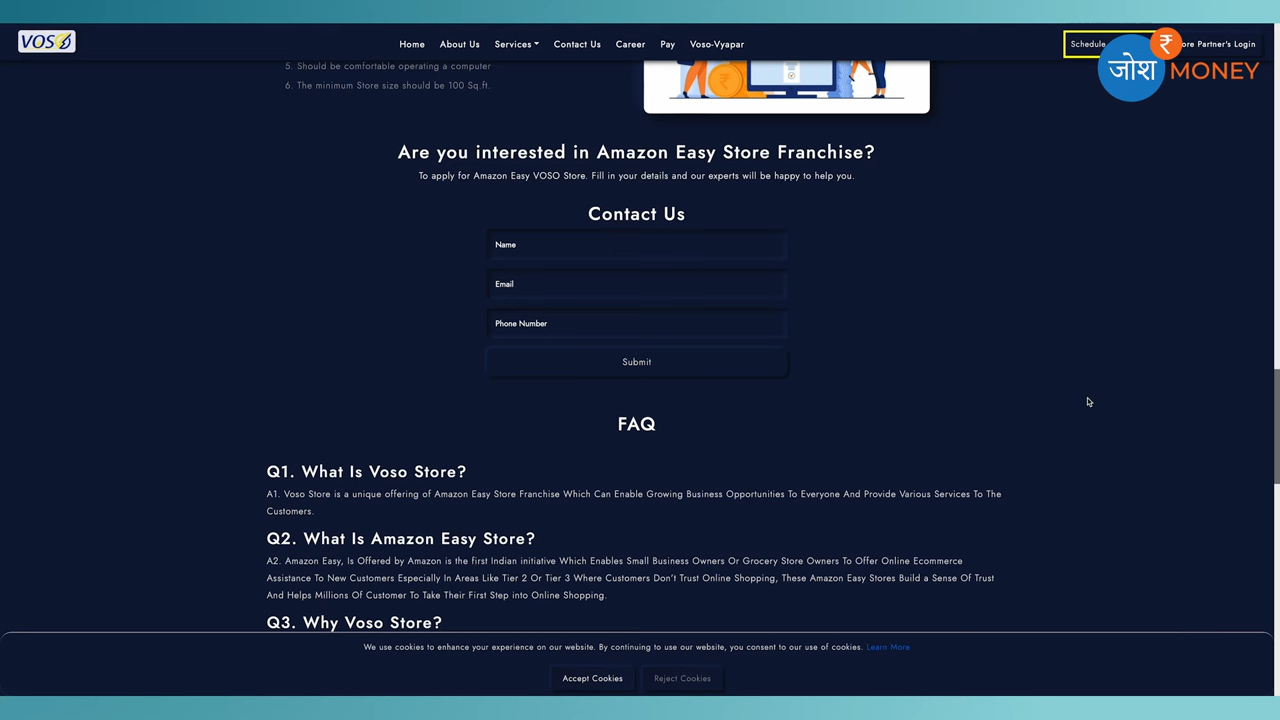 VOSO
Home About Us Services Contact Us Career Pay Voso-Vyapar
Schedule Partner's Login
₹
जोश MONEY
5. Should be comfortable operating a computer
6. The minimum Store size should be 100 Sq.ft.
Are you interested in Amazon Easy Store Franchise?
To apply for Amazon Easy VOSO Store. Fill in your details and our experts will be happy to help you.
Contact Us
Name
Email
Phone Number
Submit
FAQ
Q1. What Is Voso Store?
A1. Voso Store is a unique offering of Amazon Easy Store Franchise Which Can Enable Growing Business Opportunities To Everyone And Provide Various Services To The
Customers.
Q2. What Is Amazon Easy Store?
A2. Amazon Easy, Is Offered by Amazon is the first Indian initiative Which Enables Small Business Owners Or Grocery Store Owners To Offer Online Ecommerce
Assistance To New Customers Especially In Areas Like Tier 2 Or Tier 3 Where Customers Don't Trust Online Shopping, These Amazon Easy Stores Build a Sense Of Trust
And Helps Millions Of Customer To Take Their First Step into Online Shopping.
Q3. Why Voso Store?
We use cookies to enhance your experience on our website. By continuing to use our website, you consent to our use of cookies. Learn More
Accept Cookies Reject Cookies